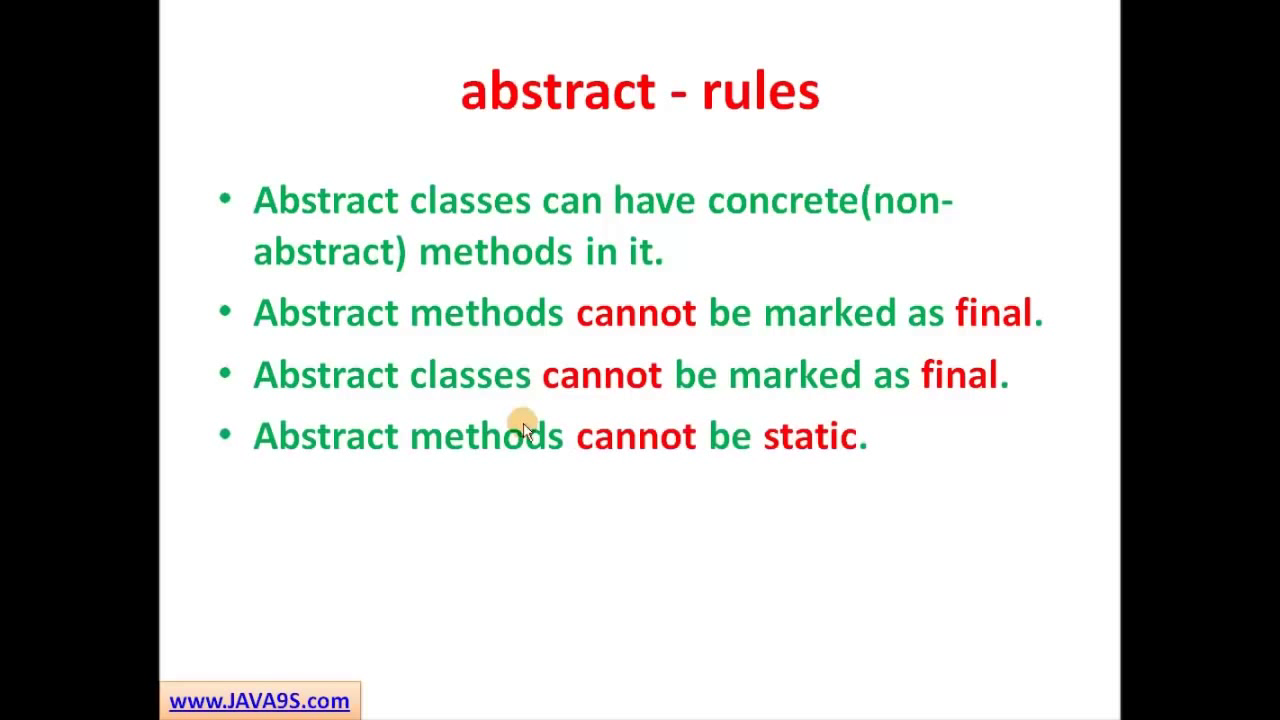 abstract - rules
• Abstract classes can have concrete(non-
abstract) methods in it.
• Abstract methods cannot be marked as final.
• Abstract classes cannot be marked as final.
• Abstract methods cannot be static.
www.JAVA9S.com